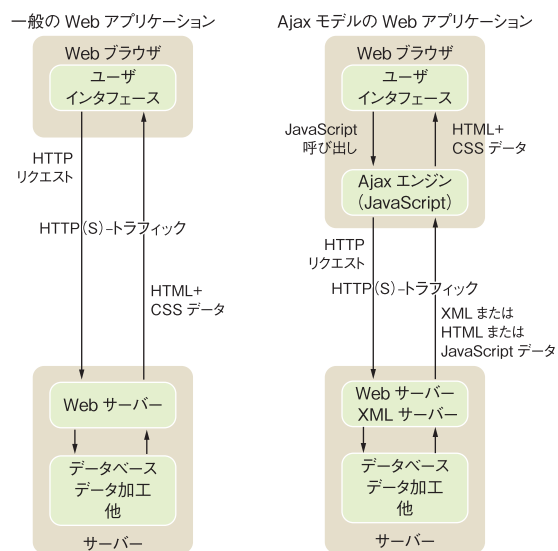 一般の Web アプリケーション
Web ブラウザ
ユーザ
インタフェース
HTTP
リクエスト
HTTP(S)–トラフィック
HTML+
CSS データ
Web サーバー
データベース
データ加工
他
サーバー
Ajax モデルの Web アプリケーション
Web ブラウザ
ユーザ
インタフェース
JavaScript
呼び出し
HTML+
CSS データ
Ajax エンジン
(JavaScript)
HTTP
リクエスト
HTTP(S)–トラフィック
XML または
HTML または
JavaScript データ
Web サーバー
XML サーバー
データベース
データ加工
他
サーバー